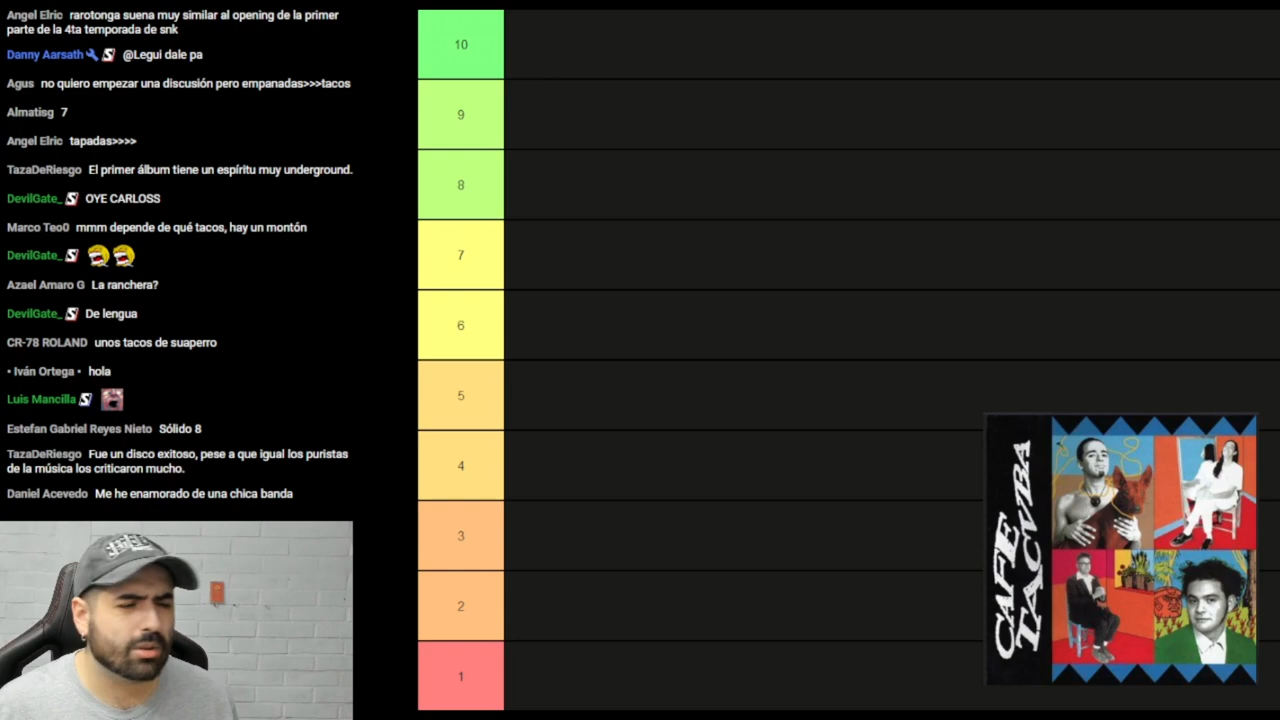 Angel Elric rarotonga suena muy similar al opening de la primer
parte de la 4ta temporada de snk
Danny Aarsath @Legui dale pa
Agus no quiero empezar una discusión pero empanadas>>>tacos
Almatisg 7
Angel Elric tapadas>>>>
TazaDeRiesgo El primer álbum tiene un espíritu muy underground.
DevilGate_ OYE CARLOSS
Marco Teo0 mmm depende de qué tacos, hay un montón
DevilGate_
Azael Amaro G La ranchera?
DevilGate_ De lengua
CR-78 ROLAND unos tacos de suaperro
• Iván Ortega • hola
Luis Mancilla
Estefan Gabriel Reyes Nieto Sólido 8
TazaDeRiesgo Fue un disco exitoso, pese a que igual los puristas
de la música los criticaron mucho.
Daniel Acevedo Me he enamorado de una chica banda
10
9
8
7
6
5
4
3
2
1
CAFE
TACVBA